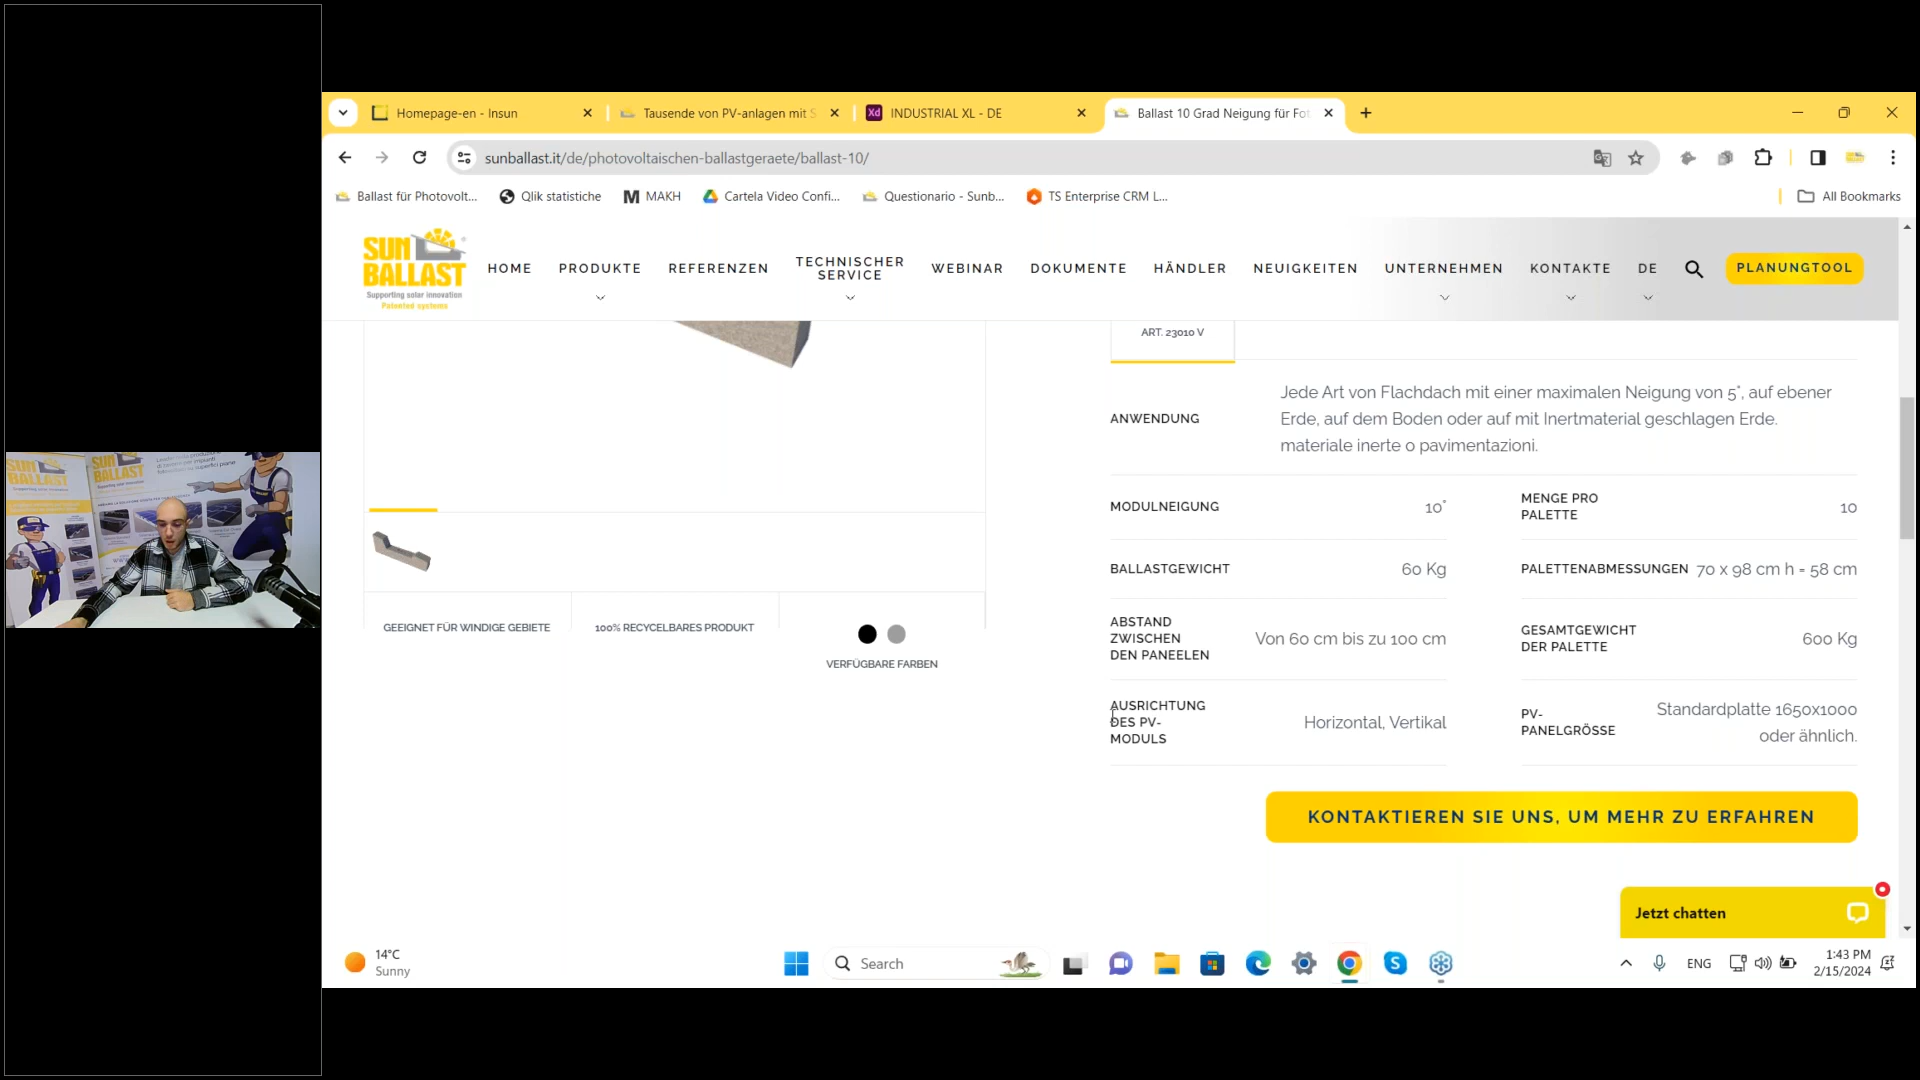 Homepage-en - Insun
Tausende von PV-anlagen mit S
Xd
INDUSTRIAL XL - DE
Ballast 10 Grad Neigung für Fot
sunballast.it/de/photovoltaischen-ballastgeraete/ballast-10/
Ballast für Photovolt...
Qlik statistiche
MAKH
Cartela Video Confi...
Questionario - Sunb...
TS Enterprise CRM L...
All Bookmarks
SUN
BALLAST
Supporting solar innovation
Patented systems
HOME
PRODUKTE
REFERENZEN
TECHNISCHER
SERVICE
WEBINAR
DOKUMENTE
HÄNDLER
NEUIGKEITEN
UNTERNEHMEN
KONTAKTE
DE
PLANUNGTOOL
ART. 23010 V
ANWENDUNG
Jede Art von Flachdach mit einer maximalen Neigung von 5°, auf ebener
Erde, auf dem Boden oder auf mit Inertmaterial geschlagen Erde.
materiale inerte o pavimentazioni.
MODULNEIGUNG
10°
MENGE PRO
PALETTE
10
BALLASTGEWICHT
60 Kg
PALETTENABMESSUNGEN
70 x 98 cm h = 58 cm
ABSTAND
ZWISCHEN
DEN PANEELEN
Von 60 cm bis zu 100 cm
GESAMTGEWICHT
DER PALETTE
600 Kg
AUSRICHTUNG
DES PV-
MODULS
Horizontal, Vertikal
PV-
PANELGRÖSSE
Standardplatte 1650x1000
oder ähnlich.
GEEIGNET FÜR WINDIGE GEBIETE
100% RECYCELBARES PRODUKT
VERFÜGBARE FARBEN
KONTAKTIEREN SIE UNS, UM MEHR ZU ERFAHREN
Jetzt chatten
SUN
BALLAST
SUN
BALLAST
14°C
Sunny
Search
ENG
1:43 PM
2/15/2024